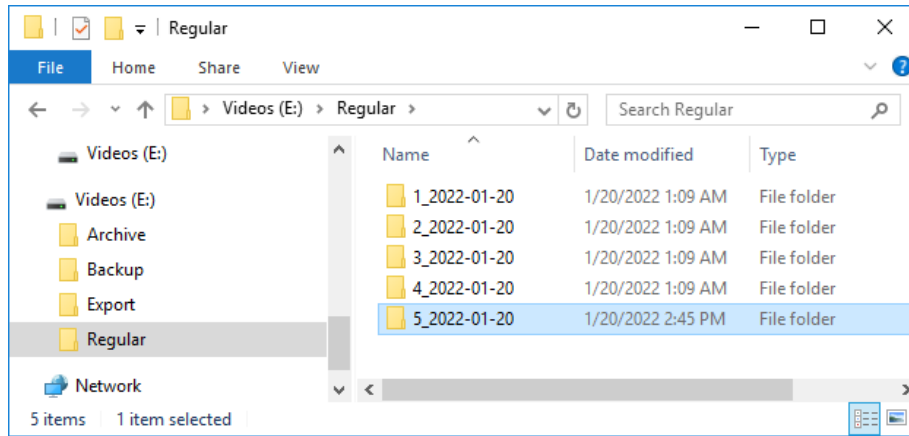 Regular
File Home Share View
Videos (E:) Regular
Search Regular
Videos (E:)
Videos (E:)
Archive
Backup
Export
Regular
Network
Name Date modified Type
1_2022-01-20 1/20/2022 1:09 AM File folder
2_2022-01-20 1/20/2022 1:09 AM File folder
3_2022-01-20 1/20/2022 1:09 AM File folder
4_2022-01-20 1/20/2022 1:09 AM File folder
5_2022-01-20 1/20/2022 2:45 PM File folder
5 items 1 item selected